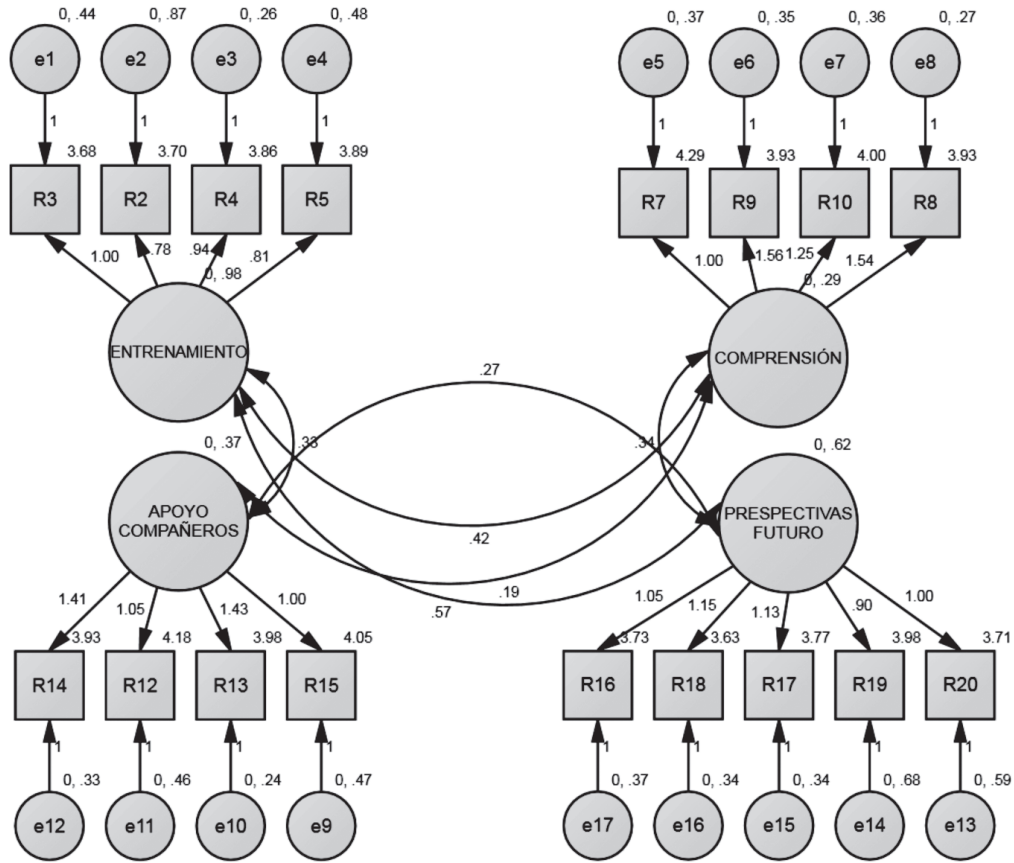 0, .44 0, .87 0, .26 0, .48 0, .37 0, .35 0, .36 0, .27
e1 e2 e3 e4 e5 e6 e7 e8
1 1 1 1 1 1 1 1
3.68 3.70 3.86 3.89 4.29 3.93 4.00 3.93
R3 R2 R4 R5 R7 R9 R10 R8
1.00 .78 .94 .81 1.00 1.56 1.25 1.54
0, .98 0, .29
ENTRENAMIENTO COMPRENSIÓN
.27
0, .37 .33 .34 0, .62
APOYO
COMPAÑEROS
PRESPECTIVAS
FUTURO
.42
.19
.57
1.41 1.05 1.43 1.00 1.05 1.15 1.13 .90 1.00
3.93 4.18 3.98 4.05 3.73 3.63 3.77 3.98 3.71
R14 R12 R13 R15 R16 R18 R17 R19 R20
1 1 1 1 1 1 1 1 1
0, .33 0, .46 0, .24 0, .47 0, .37 0, .34 0, .34 0, .68 0, .59
e12 e11 e10 e9 e17 e16 e15 e14 e13